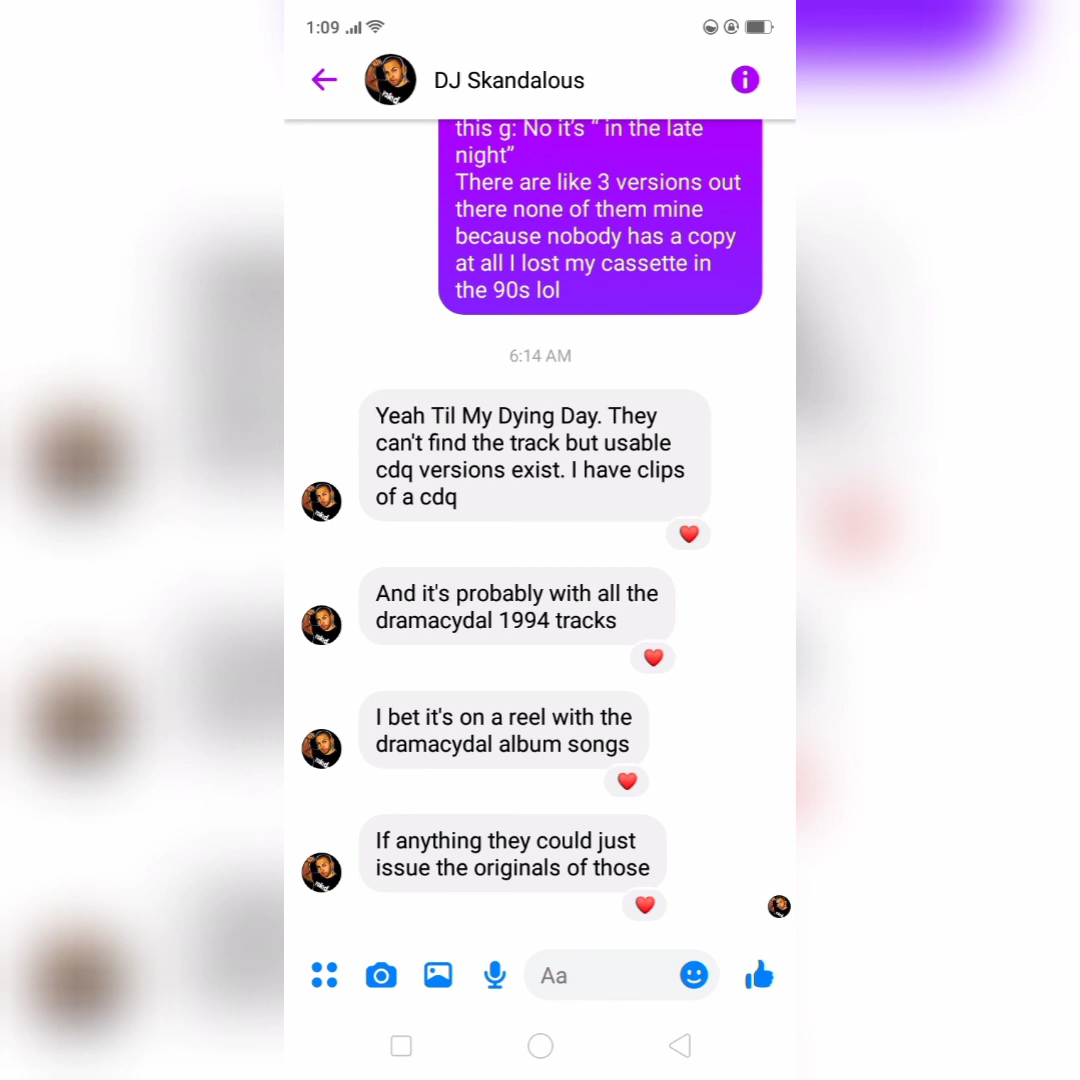 1:09
DJ Skandalous
this g: No it's “ in the late
night”
There are like 3 versions out
there none of them mine
because nobody has a copy
at all I lost my cassette in
the 90s lol
6:14 AM
Yeah Til My Dying Day. They
can't find the track but usable
cdq versions exist. I have clips
of a cdq
And it's probably with all the
dramacydal 1994 tracks
I bet it's on a reel with the
dramacydal album songs
If anything they could just
issue the originals of those
Aa